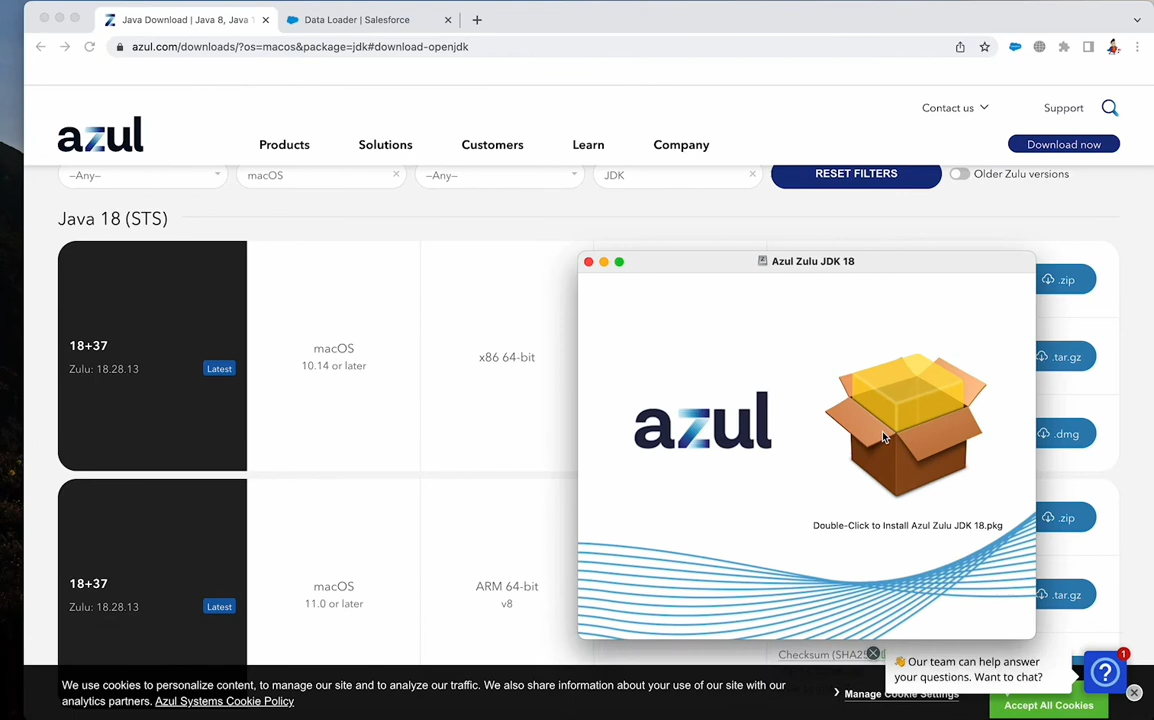 Java Download | Java 8, Java 1
Data Loader | Salesforce
azul.com/downloads/?os=macos&package=jdk#download-openjdk
Contact us
Support
azul
Products
Solutions
Customers
Learn
Company
Download now
–Any–
macOS
–Any–
JDK
RESET FILTERS
Older Zulu versions
Java 18 (STS)
18+37
Zulu: 18.28.13
Latest
macOS
10.14 or later
x86 64-bit
.zip
.tar.gz
.dmg
Azul Zulu JDK 18
azul
Double-Click to Install Azul Zulu JDK 18.pkg
18+37
Zulu: 18.28.13
Latest
macOS
11.0 or later
ARM 64-bit
v8
.zip
.tar.gz
Checksum (SHA25
👋 Our team can help answer
your questions. Want to chat?
1
We use cookies to personalize content, to manage our site and to analyze our traffic. We also share information about your use of our site with our
analytics partners. Azul Systems Cookie Policy
Manage Cookie Settings
Accept All Cookies